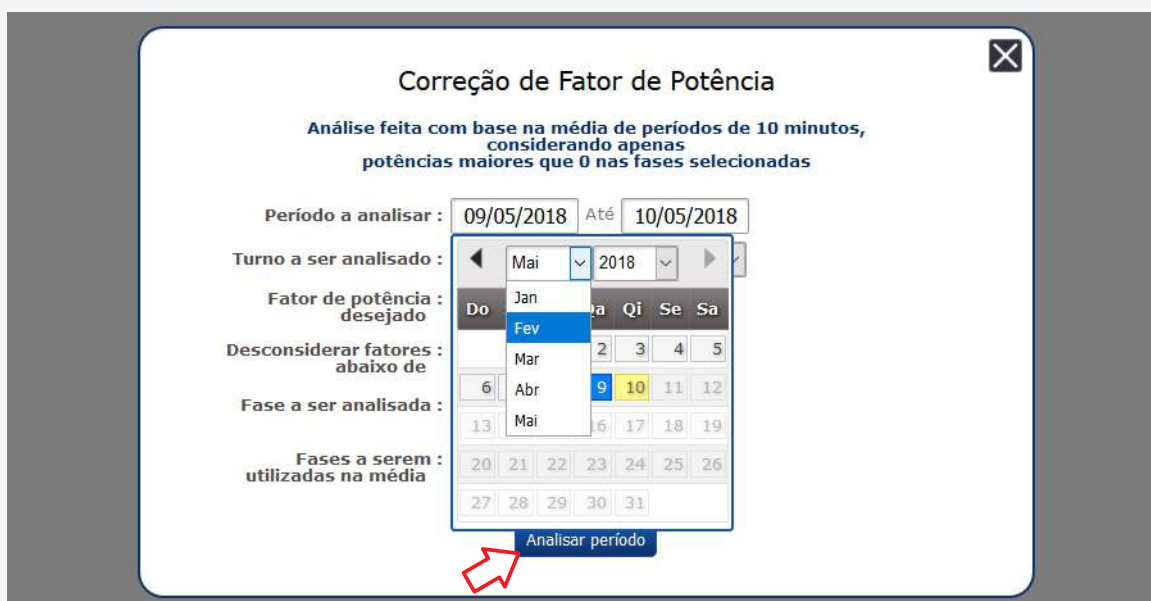 Correção de Fator de Potência
Análise feita com base na média de períodos de 10 minutos,
considerando apenas
potências maiores que 0 nas fases selecionadas
Período a analisar : 09/05/2018 Até 10/05/2018
Turno a ser analisado :
Fator de potência :
desejado
Desconsiderar fatores :
abaixo de
Fase a ser analisada :
Fases a serem :
utilizadas na média
Mai 2018
Jan
Fev
Mar
Abr
Mai
Do Qi Se Sa
2 3 4 5
6 9 10 11 12
13 16 17 18 19
20 21 22 23 24 25 26
27 28 29 30 31
Analisar período